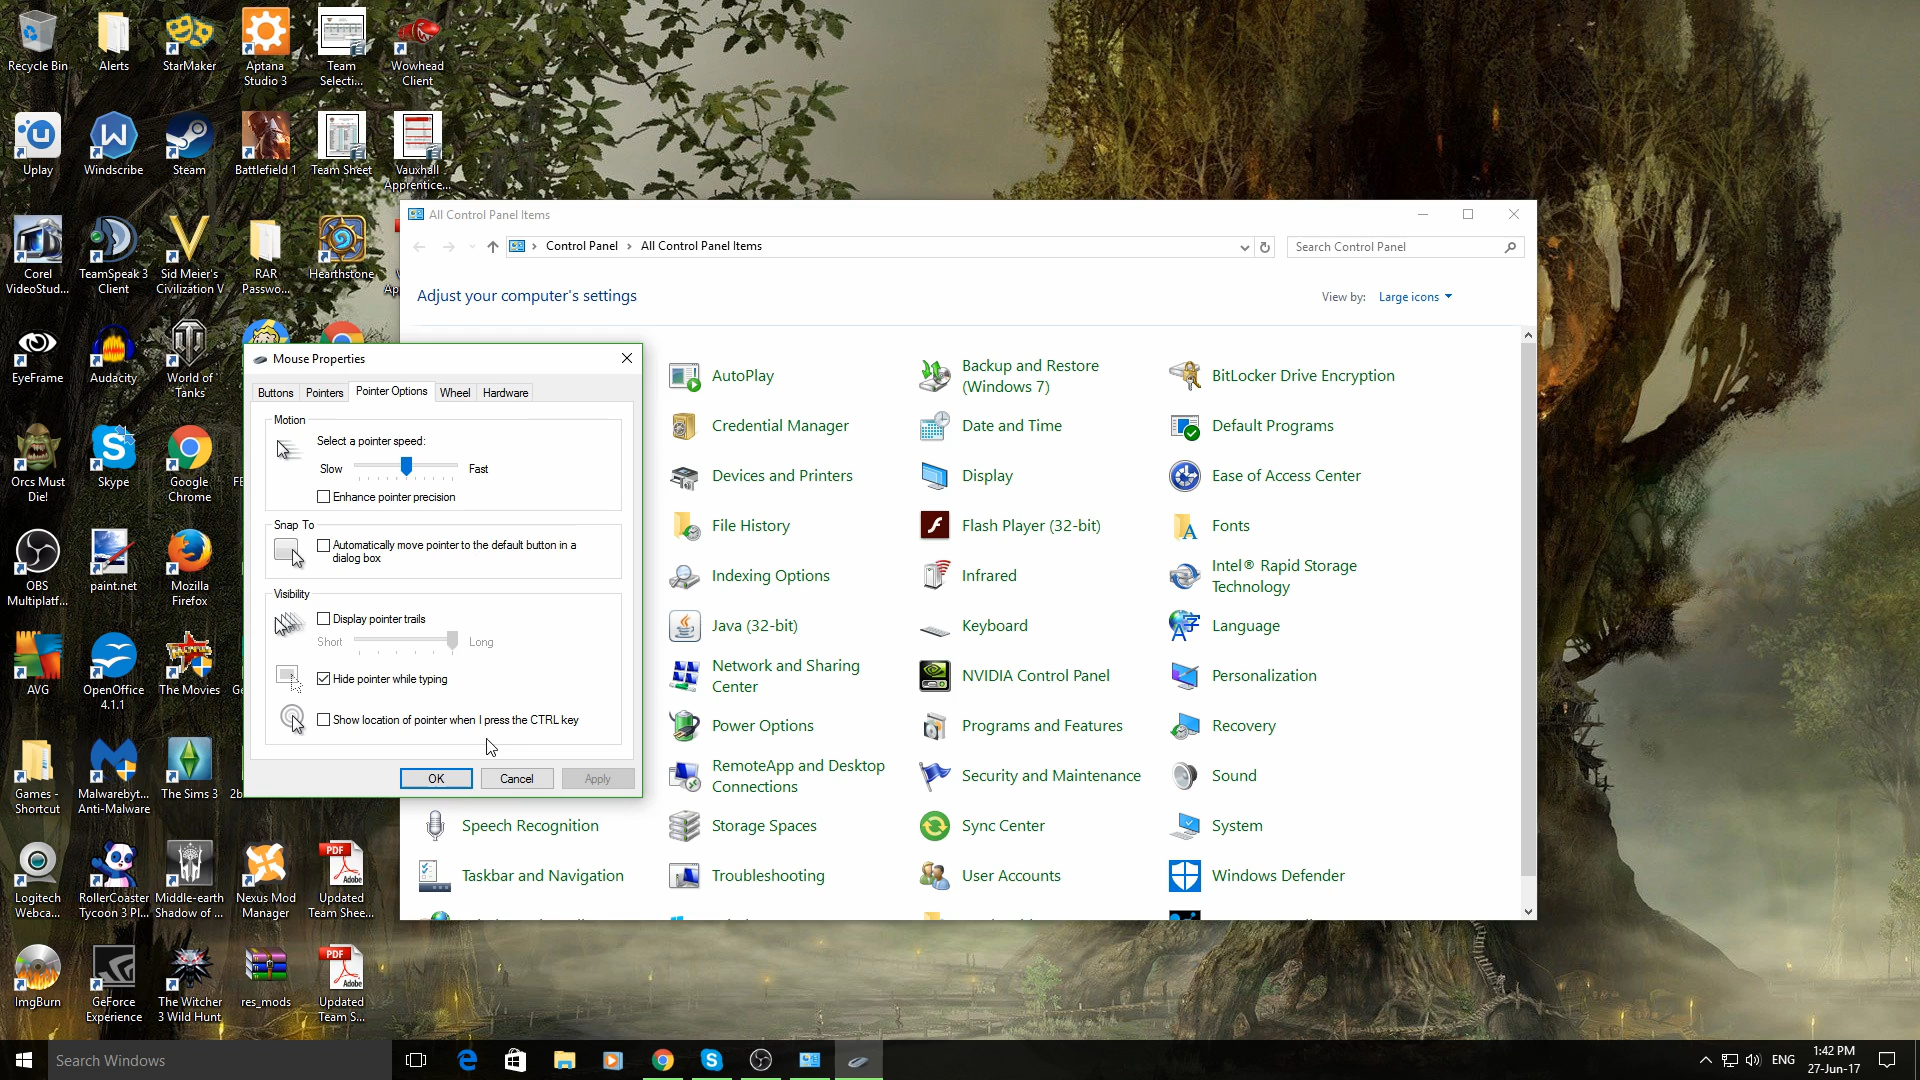 Recycle Bin
Alerts
StarMaker
Aptana
Studio 3
Team
Selecti...
Wowhead
Client
Uplay
Windscribe
Steam
Battlefield 1
Team Sheet
Vauxhall
Apprentice...
Corel
VideoStud...
TeamSpeak 3
Client
Sid Meier's
Civilization V
RAR
Passwo...
Hearthstone
EyeFrame
Audacity
World of
Tanks
Orcs Must
Die!
Skype
Google
Chrome
OBS
Multiplatf...
paint.net
Mozilla
Firefox
AVG
OpenOffice
4.1.1
The Movies
Games -
Shortcut
Malwarebyt...
Anti-Malware
The Sims 3
Logitech
Webca...
RollerCoaster
Tycoon 3 Pl...
Middle-earth
Shadow of ...
Nexus Mod
Manager
PDF
Adobe
Updated
Team Shee...
ImgBurn
GeForce
Experience
The Witcher
3 Wild Hunt
res_mods
PDF
Adobe
Updated
Team S...
All Control Panel Items
Control Panel
All Control Panel Items
Search Control Panel
Adjust your computer's settings
View by:
Large icons
AutoPlay
Backup and Restore
(Windows 7)
BitLocker Drive Encryption
Credential Manager
Date and Time
Default Programs
Devices and Printers
Display
Ease of Access Center
File History
Flash Player (32-bit)
Fonts
Indexing Options
Infrared
Intel® Rapid Storage
Technology
Java (32-bit)
Keyboard
Language
Network and Sharing
Center
NVIDIA Control Panel
Personalization
Power Options
Programs and Features
Recovery
RemoteApp and Desktop
Connections
Security and Maintenance
Sound
Speech Recognition
Storage Spaces
Sync Center
System
Taskbar and Navigation
Troubleshooting
User Accounts
Windows Defender
Mouse Properties
Buttons
Pointers
Pointer Options
Wheel
Hardware
Motion
Select a pointer speed:
Slow
Fast
Enhance pointer precision
Snap To
Automatically move pointer to the default button in a
dialog box
Visibility
Display pointer trails
Short
Long
Hide pointer while typing
Show location of pointer when I press the CTRL key
OK
Cancel
Apply
Search Windows
ENG
1:42 PM
27-Jun-17